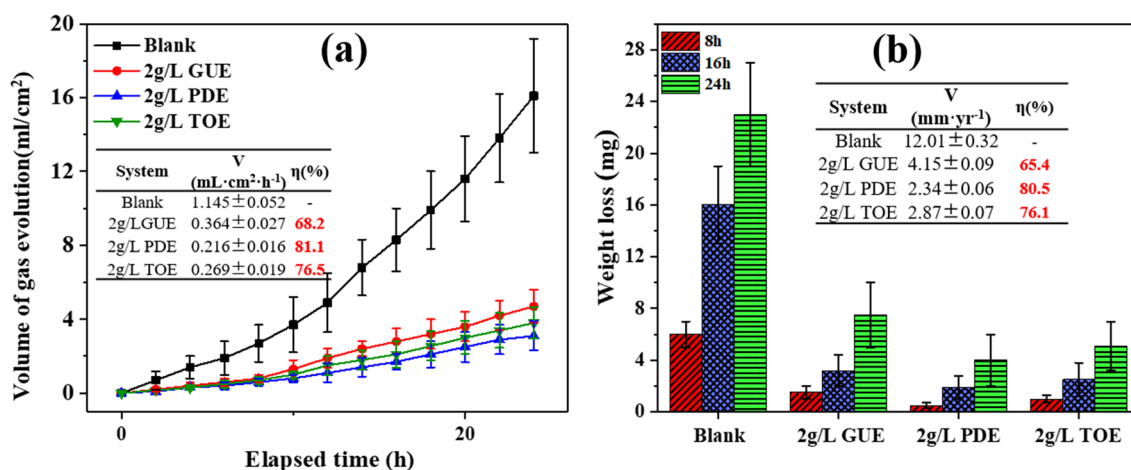 (a)
Volume of gas evolution(ml/cm²)
20
16
12
8
4
0
Blank
2g/L GUE
2g/L PDE
2g/L TOE
System V (mL·cm²·h⁻¹) η(%)
Blank 1.145±0.052 -
2g/LGUE 0.364±0.027 68.2
2g/L PDE 0.216±0.016 81.1
2g/L TOE 0.269±0.019 76.5
0 20
Elapsed time (h)
(b)
Weight loss (mg)
28
24
20
16
12
8
4
0
8h
16h
24h
System V (mm·yr⁻¹) η(%)
Blank 12.01±0.32 -
2g/L GUE 4.15±0.09 65.4
2g/L PDE 2.34±0.06 80.5
2g/L TOE 2.87±0.07 76.1
Blank 2g/L GUE 2g/L PDE 2g/L TOE